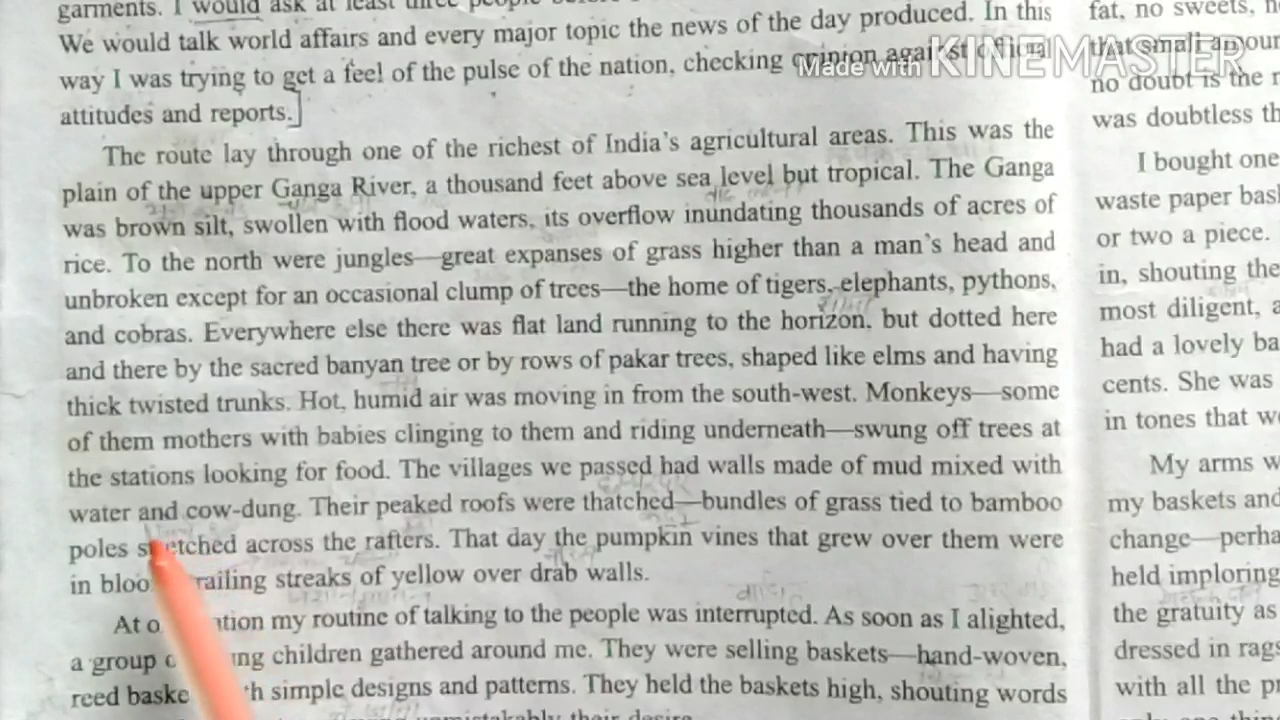 garments. I would ask at least three people
We would talk world affairs and every major topic the news of the day produced. In this
way I was trying to get a feel of the pulse of the nation, checking opinion against official
attitudes and reports.]
The route lay through one of the richest of India's agricultural areas. This was the
plain of the upper Ganga River, a thousand feet above sea level but tropical. The Ganga
was brown silt, swollen with flood waters, its overflow inundating thousands of acres of
rice. To the north were jungles—great expanses of grass higher than a man's head and
unbroken except for an occasional clump of trees—the home of tigers, elephants, pythons,
and cobras. Everywhere else there was flat land running to the horizon, but dotted here
and there by the sacred banyan tree or by rows of pakar trees, shaped like elms and having
thick twisted trunks. Hot, humid air was moving in from the south-west. Monkeys—some
of them mothers with babies clinging to them and riding underneath—swung off trees at
the stations looking for food. The villages we passed had walls made of mud mixed with
water and cow-dung. Their peaked roofs were thatched—bundles of grass tied to bamboo
poles stretched across the rafters. That day the pumpkin vines that grew over them were
in bloo railing streaks of yellow over drab walls.
At o ation my routine of talking to the people was interrupted. As soon as I alighted,
a group o ng children gathered around me. They were selling baskets—hand-woven,
reed baske h simple designs and patterns. They held the baskets high, shouting words
unmistakably their desire.
fat, no sweets,
that small amoun
no doubt is the
was doubtless th
I bought one
waste paper bas
or two a piece.
in, shouting the
most diligent,
had a lovely ba
cents. She was
in tones that w
My arms w
my baskets and
change—perha
held imploring
the gratuity as
dressed in rags
with all the p
Made with KINEMASTER